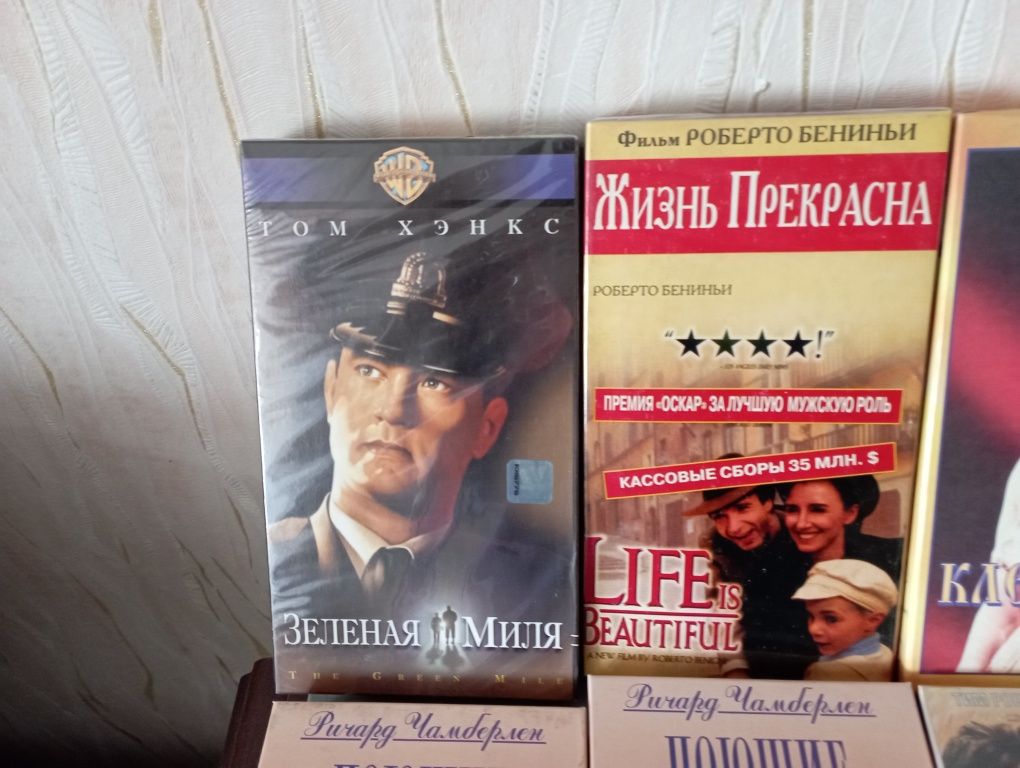 ТОМ ХЭНКС
ЗЕЛЕНАЯ МИЛЯ
THE GREEN MILE
ФИЛЬМ РОБЕРТО БЕНИНЬИ
ЖИЗНЬ ПРЕКРАСНА
РОБЕРТО БЕНИНЬИ
“★★★★!”
ПРЕМИЯ «ОСКАР» ЗА ЛУЧШУЮ МУЖСКУЮ РОЛЬ
КАССОВЫЕ СБОРЫ 35 МЛН. $
LIFE IS
BEAUTIFUL
A NEW FILM BY ROBERTO BENIGNI
Ричард Чамберлен
Ричард Чамберлен
ПОЮЩИЕ